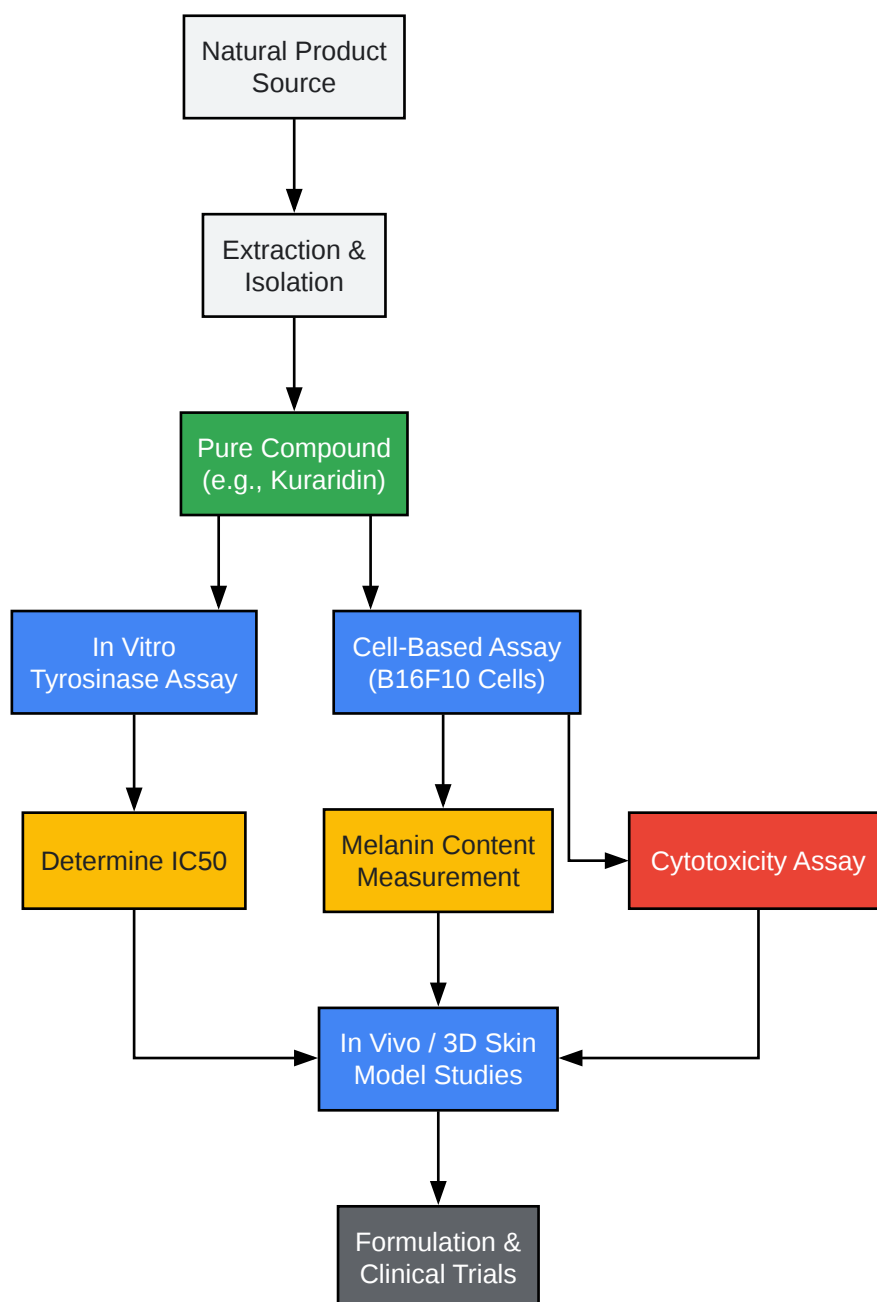 Natural Product
Source
Extraction &
Isolation
Pure Compound
(e.g., Kuraridin)
In Vitro
Tyrosinase Assay
Cell-Based Assay
(B16F10 Cells)
Determine IC50
Melanin Content
Measurement
Cytotoxicity Assay
In Vivo / 3D Skin
Model Studies
Formulation &
Clinical Trials